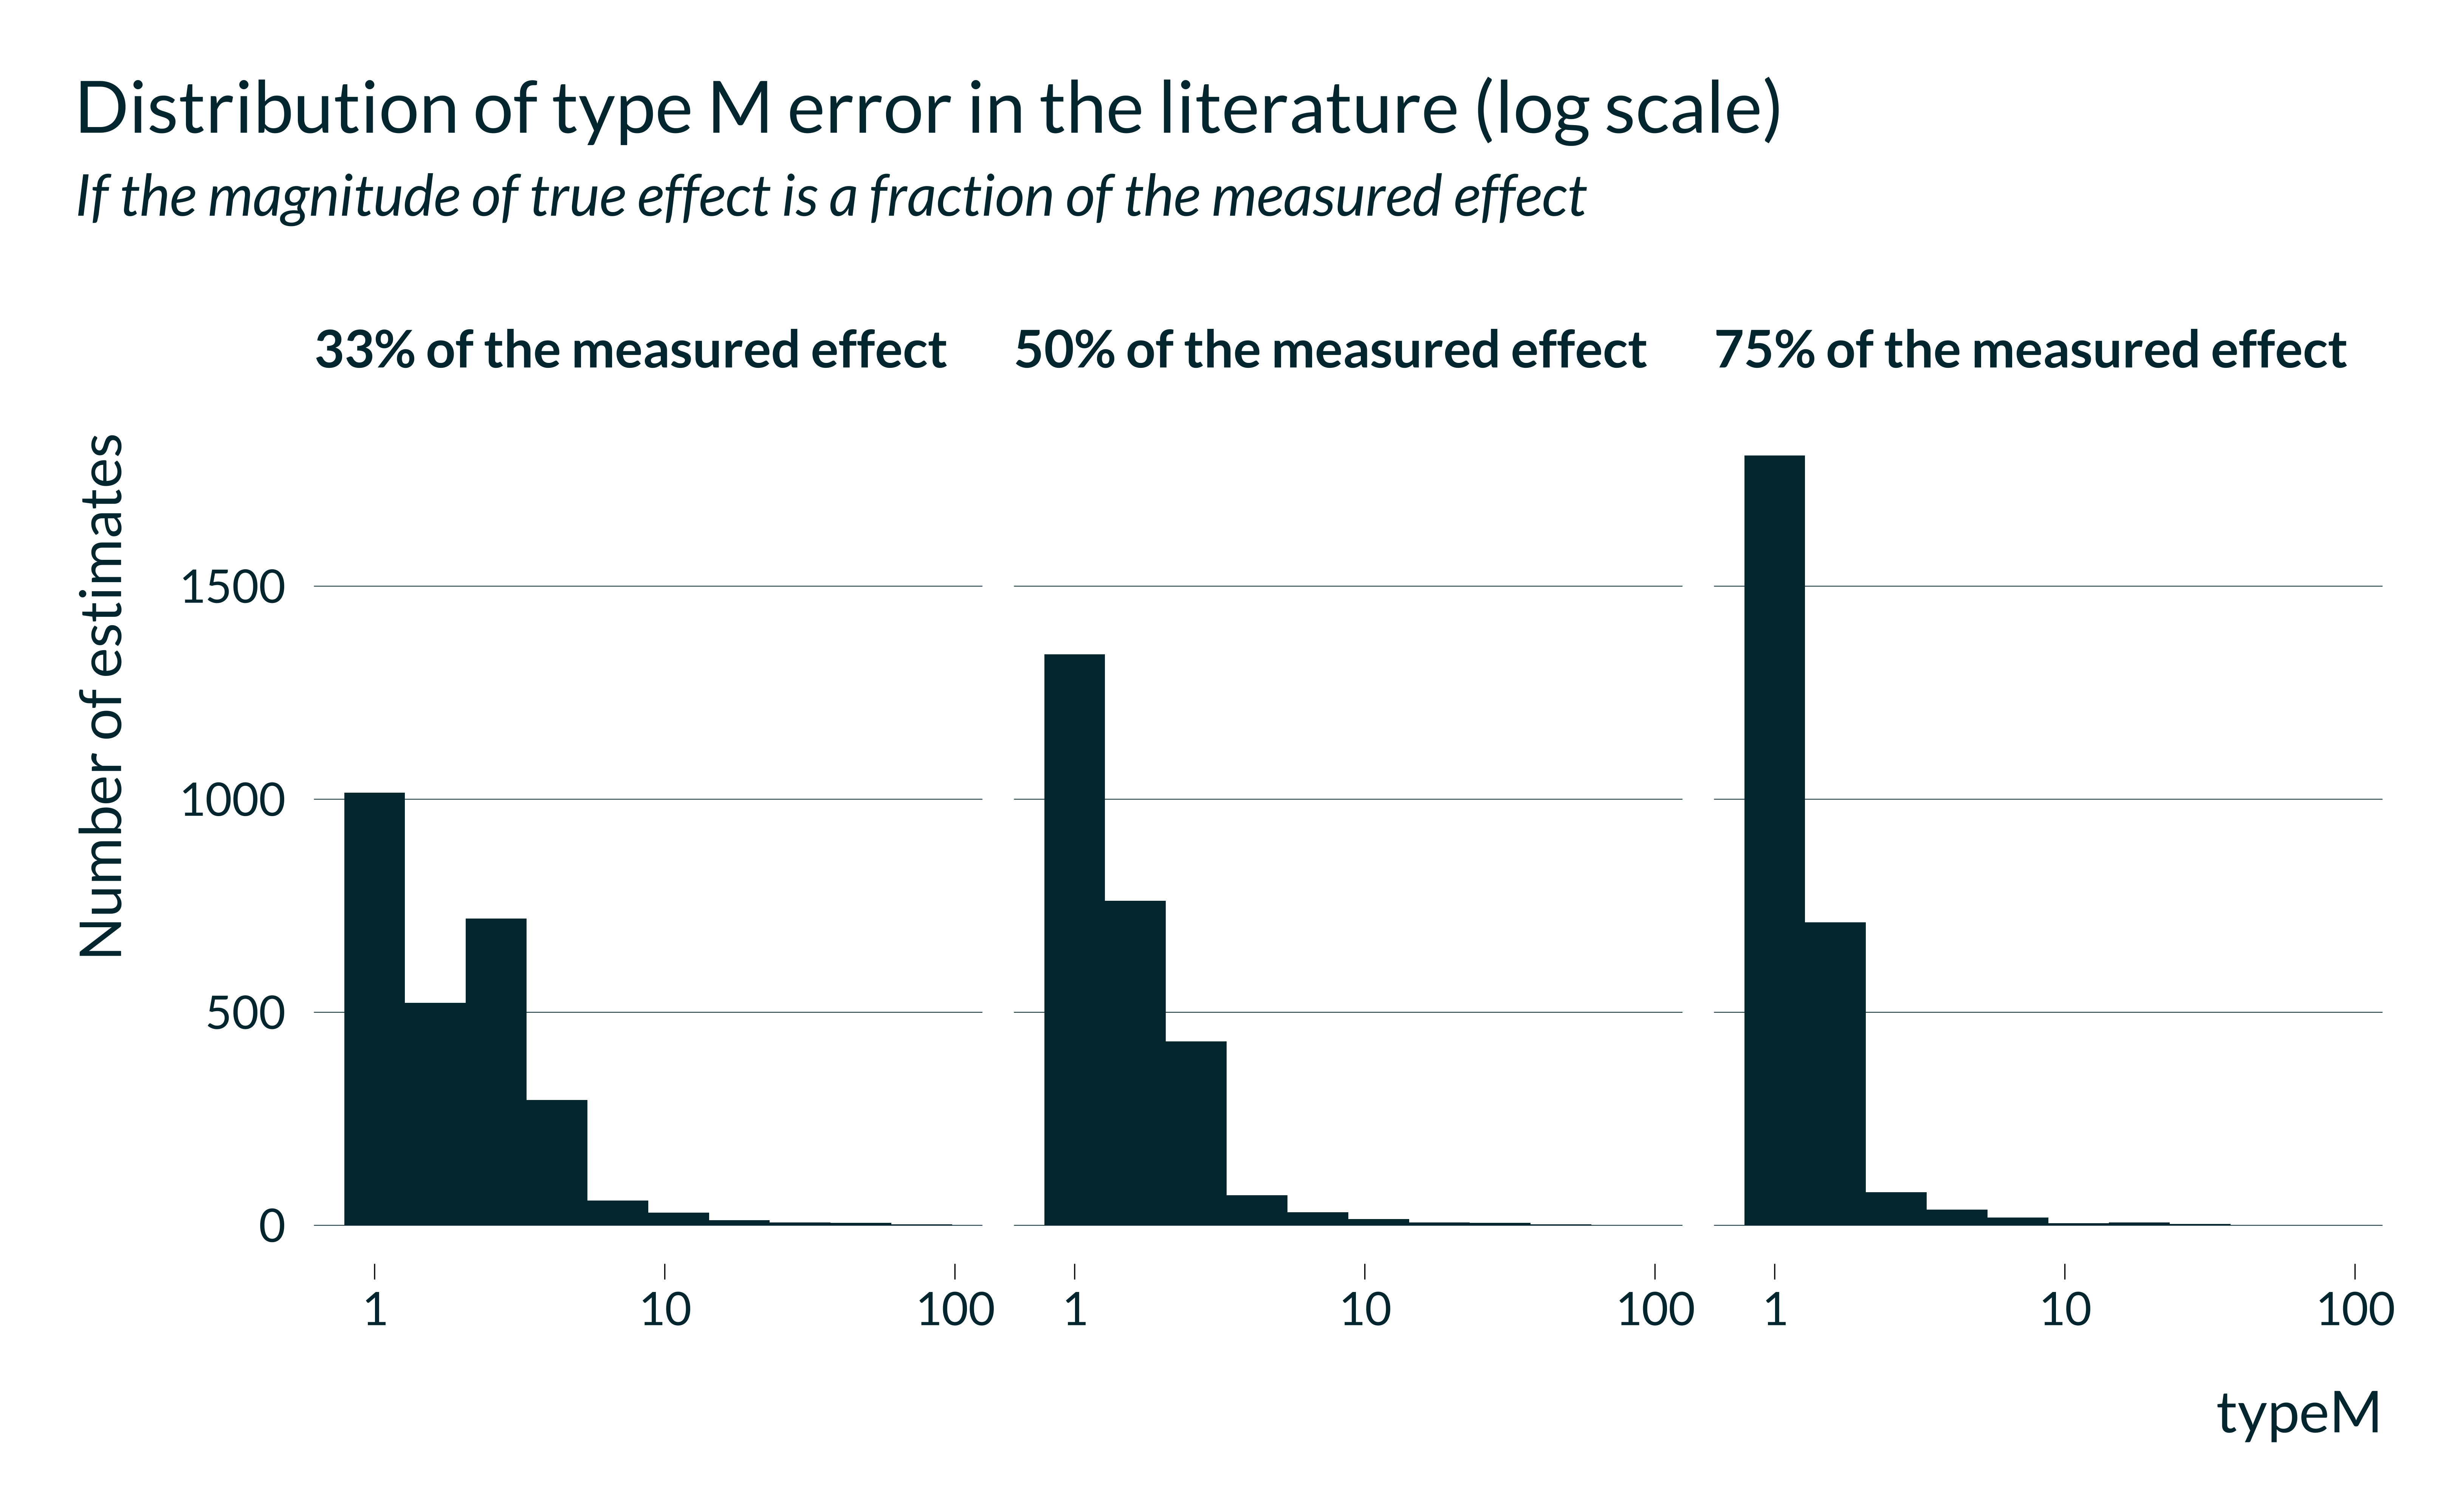 Distribution of type M error in the literature (log scale)
If the magnitude of true effect is a fraction of the measured effect
33% of the measured effect
50% of the measured effect
75% of the measured effect
Number of estimates
1500
1000
500
0
1 10 100
1 10 100
1 10 100
typeM